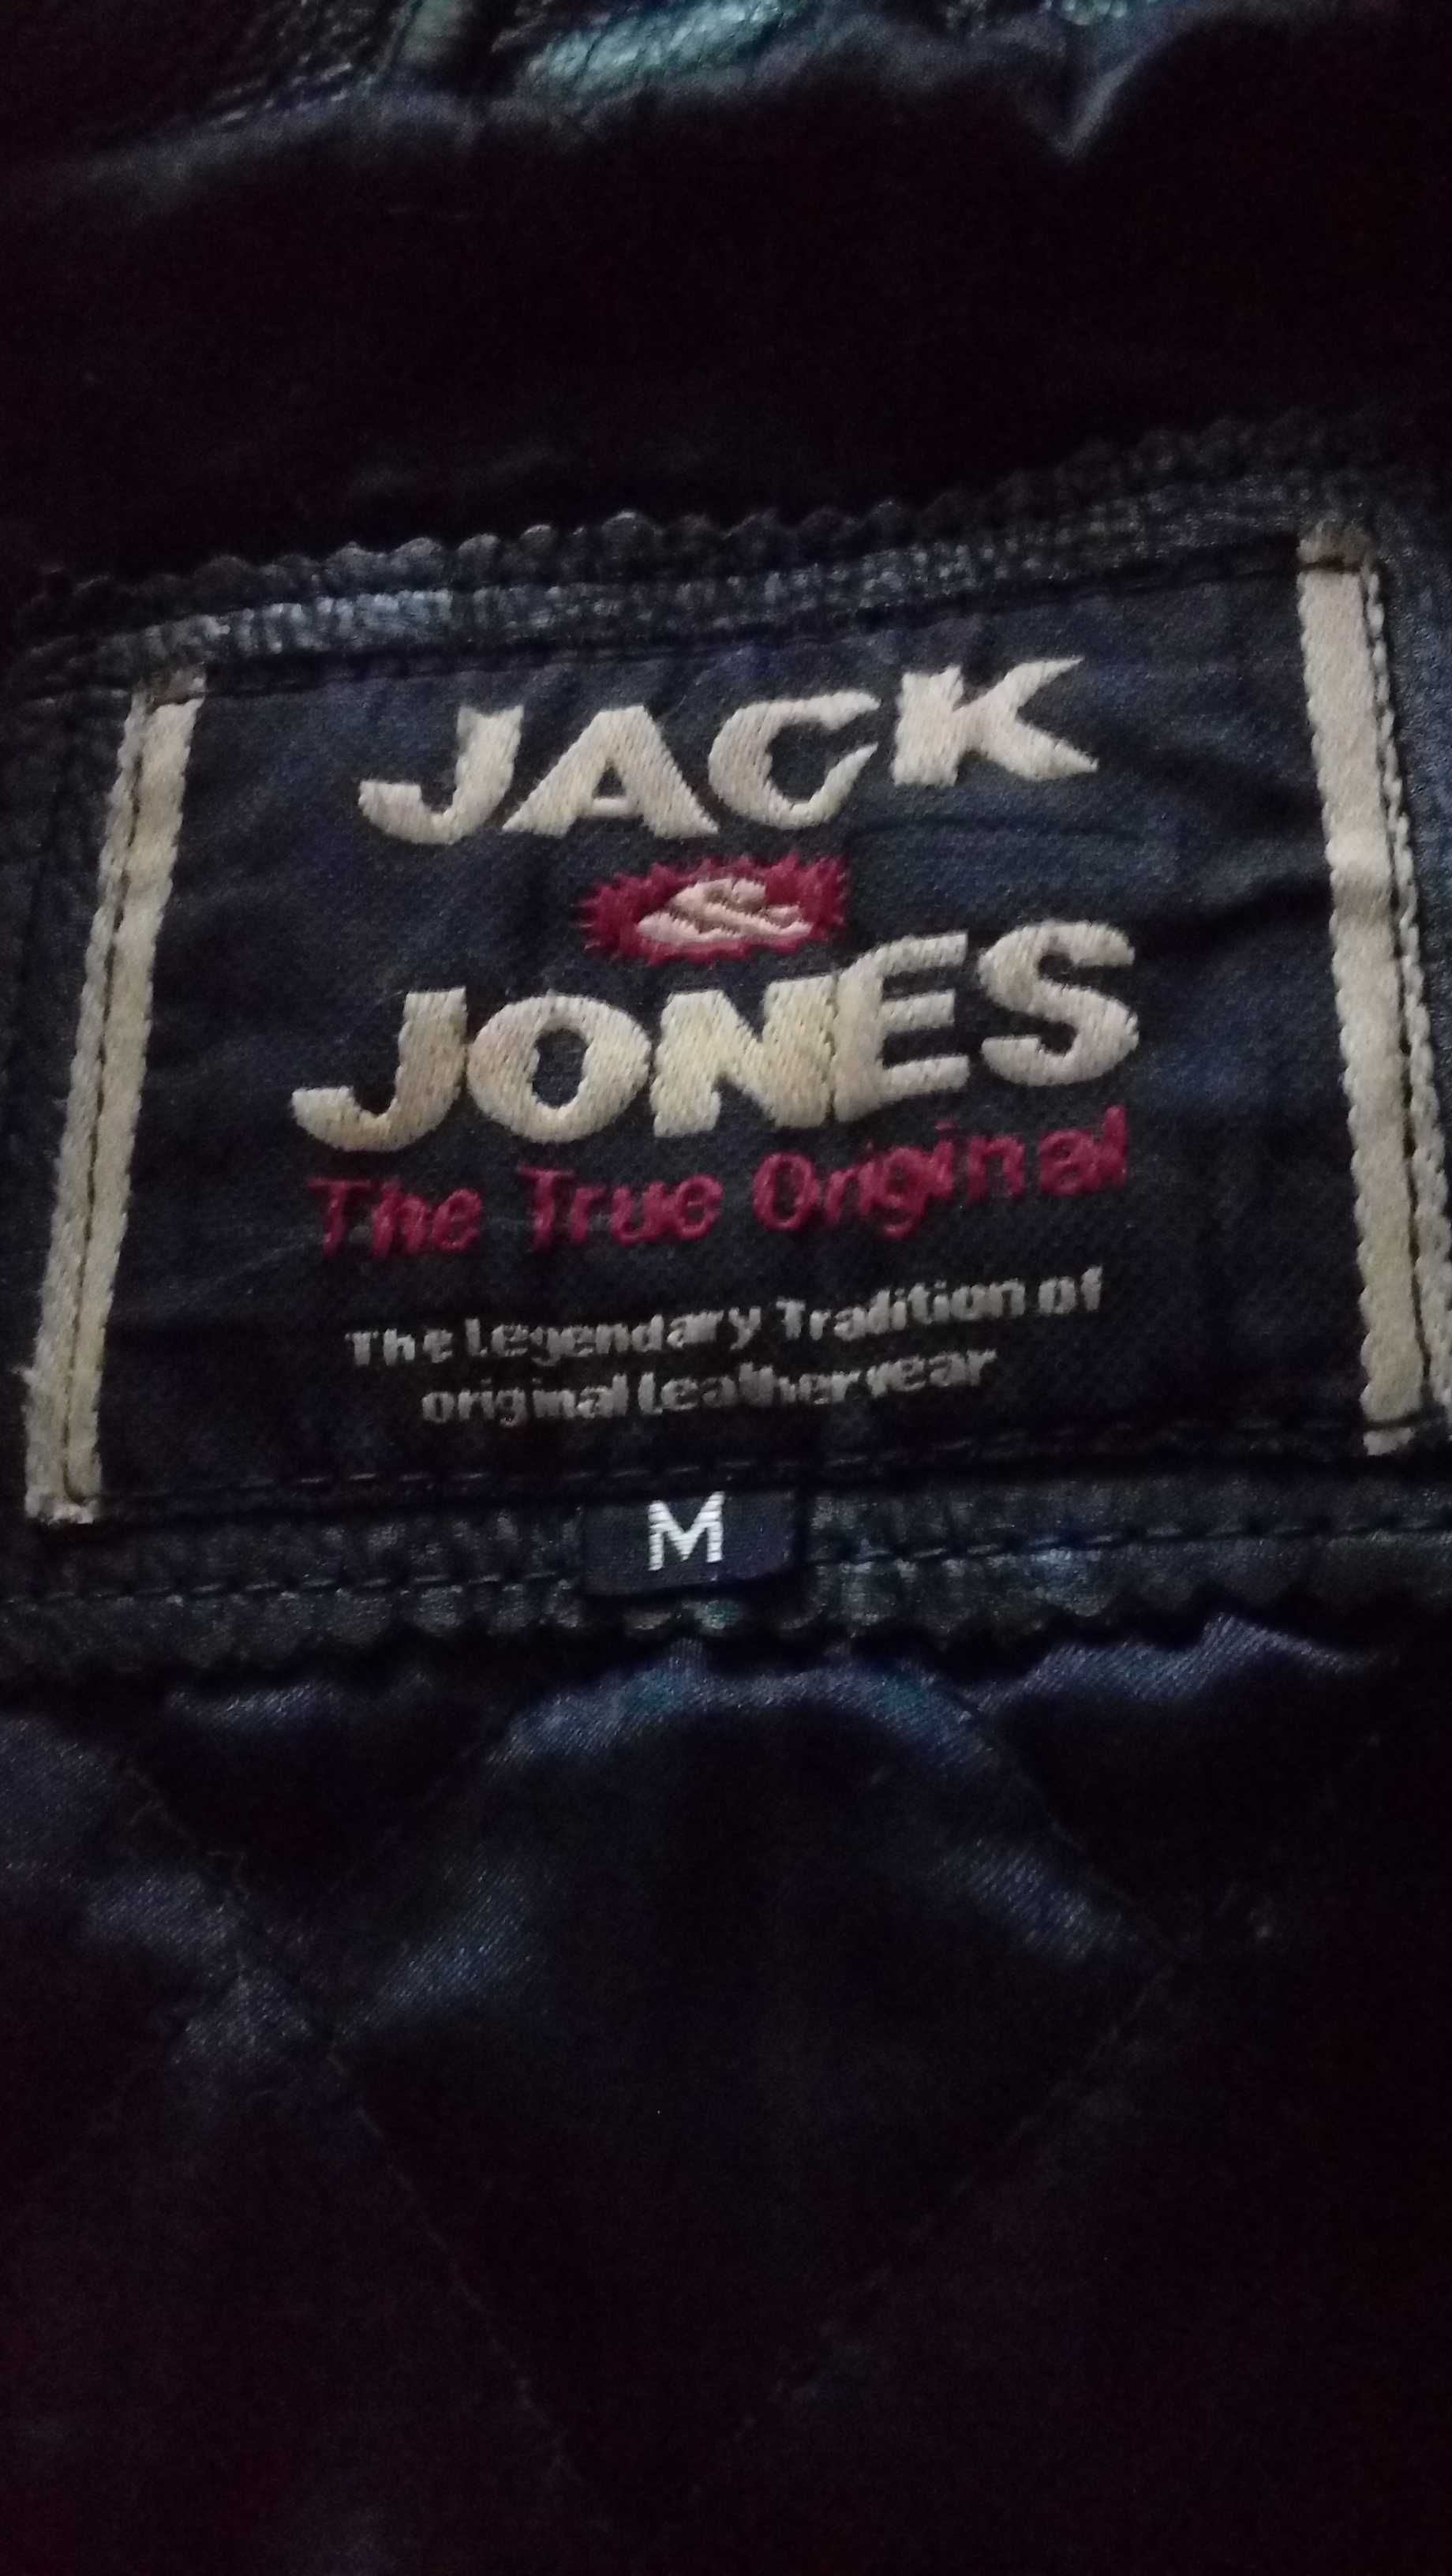 JACK
&
JONES
The True Original
The Legendary Tradition of
original leatherwear
M